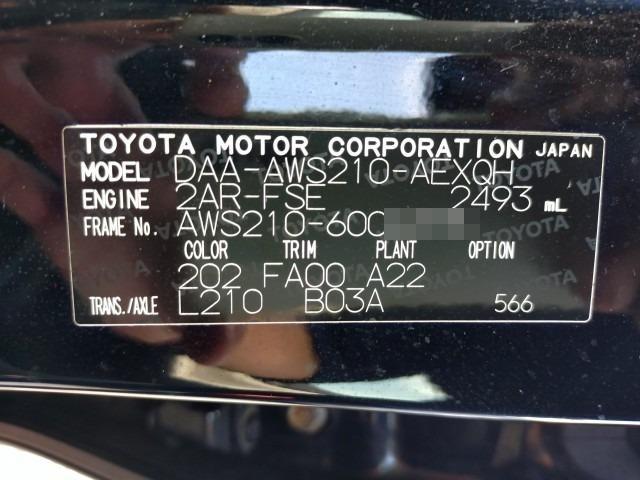 TOYOTA MOTOR CORPORATION JAPAN
MODEL DAA-AWS210-AEXQH
ENGINE 2AR-FSE 2493 mL
FRAME No. AWS210-600
COLOR TRIM PLANT OPTION
202 FA00 A22
TRANS./AXLE L210 B03A 566